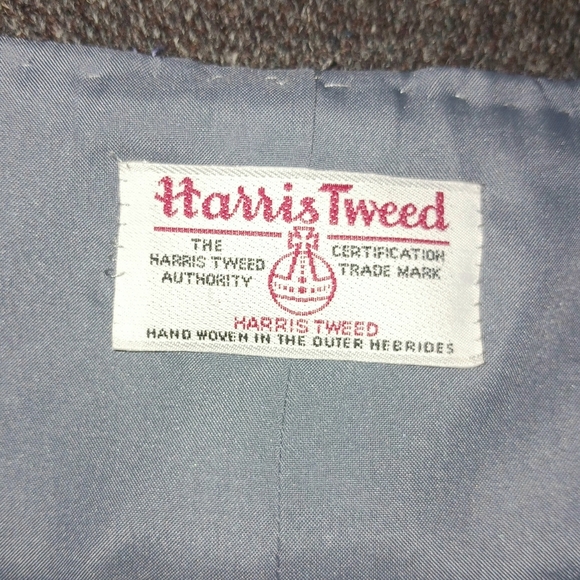 Harris Tweed
THE
HARRIS TWEED
AUTHORITY
CERTIFICATION
TRADE MARK
HARRIS TWEED
HAND WOVEN IN THE OUTER HEBRIDES